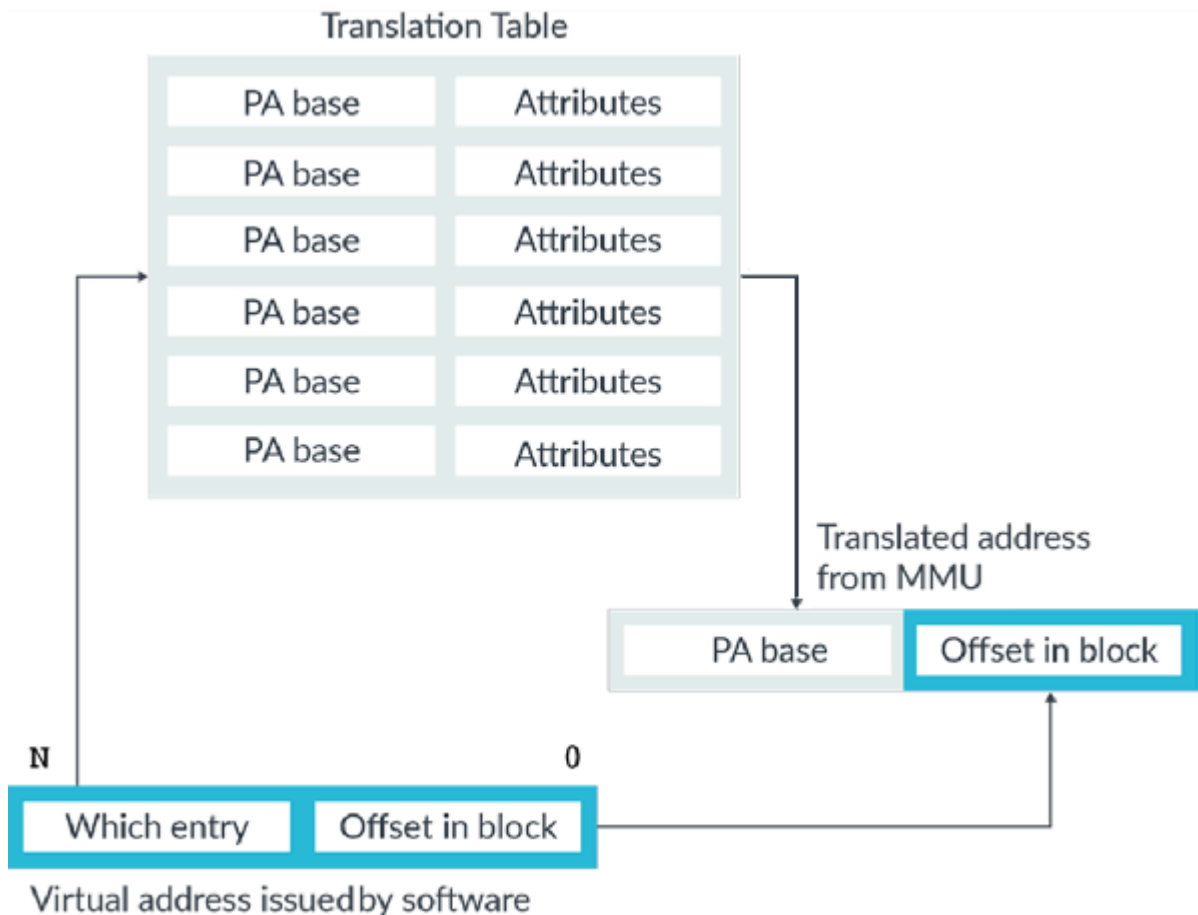 Translation Table
PA base Attributes
PA base Attributes
PA base Attributes
PA base Attributes
PA base Attributes
PA base Attributes
Translated address
from MMU
PA base Offset in block
N 0
Which entry Offset in block
Virtual address issued by software